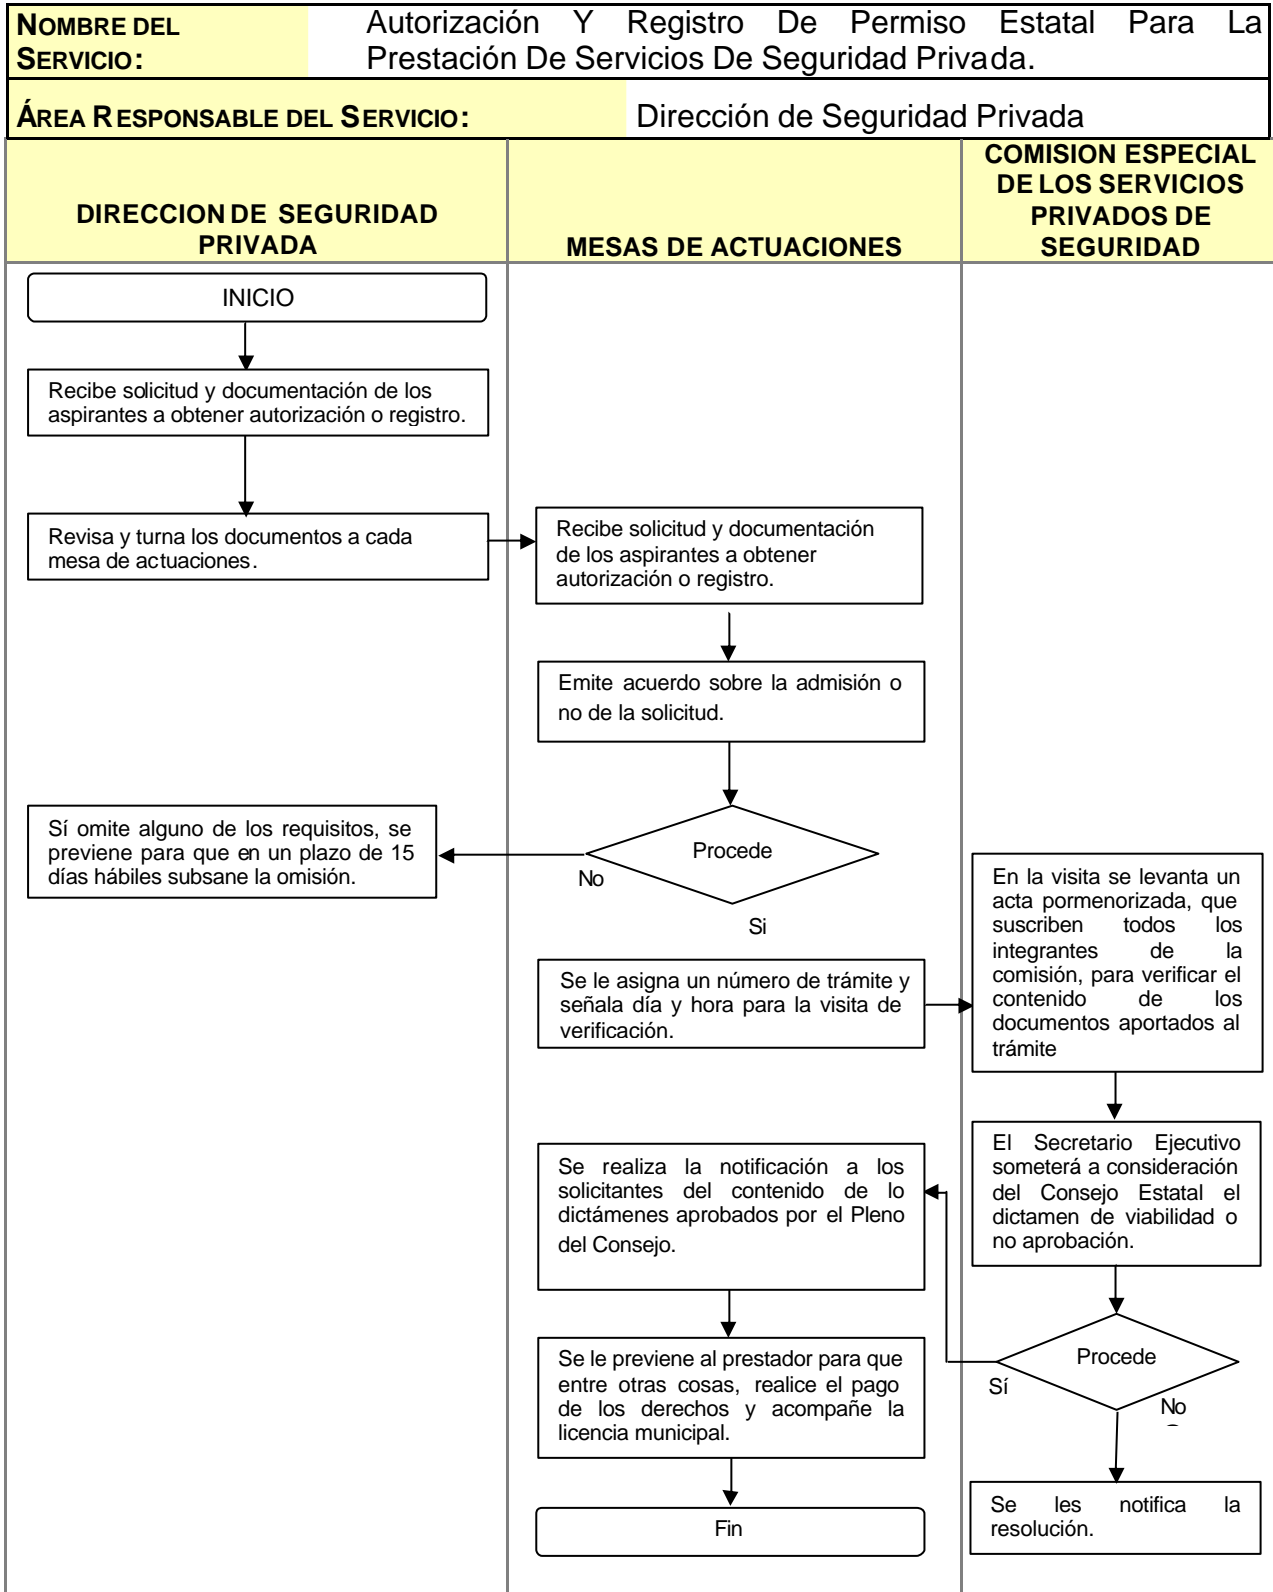 NOMBRE DEL
SERVICIO:
Autorización Y Registro De Permiso Estatal Para La
Prestación De Servicios De Seguridad Privada.
ÁREA RESPONSABLE DEL SERVICIO:
Dirección de Seguridad Privada
DIRECCION DE SEGURIDAD
PRIVADA
MESAS DE ACTUACIONES
COMISION ESPECIAL
DE LOS SERVICIOS
PRIVADOS DE
SEGURIDAD
INICIO
Recibe solicitud y documentación de los
aspirantes a obtener autorización o registro.
Revisa y turna los documentos a cada
mesa de actuaciones.
Recibe solicitud y documentación
de los aspirantes a obtener
autorización o registro.
Emite acuerdo sobre la admisión o
no de la solicitud.
Procede
No
Si
Sí omite alguno de los requisitos, se
previene para que en un plazo de 15
días hábiles subsane la omisión.
Se le asigna un número de trámite y
señala día y hora para la visita de
verificación.
En la visita se levanta un
acta pormenorizada, que
suscriben todos los
integrantes de la
comisión, para verificar el
contenido de los
documentos aportados al
trámite
El Secretario Ejecutivo
someterá a consideración
del Consejo Estatal el
dictamen de viabilidad o
no aprobación.
Procede
Sí
No
Se realiza la notificación a los
solicitantes del contenido de lo
dictámenes aprobados por el Pleno
del Consejo.
Se le previene al prestador para que
entre otras cosas, realice el pago
de los derechos y acompañe la
licencia municipal.
Fin
Se les notifica la
resolución.